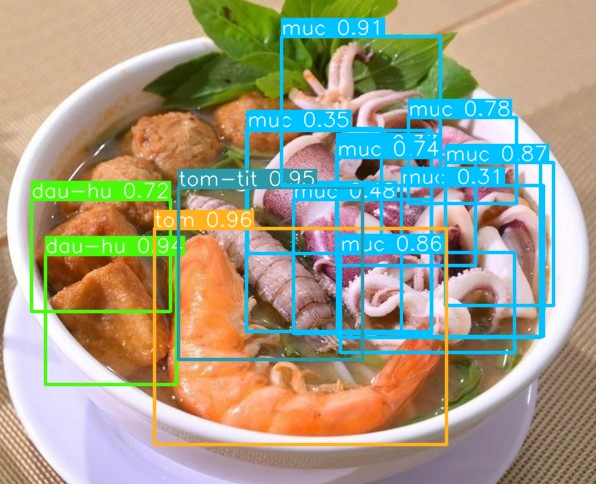 muc 0.91
muc 0.78
muc 0.35
muc 0.74
muc 0.87
tom-tit 0.95
muc 0.31
dau-hu 0.72
muc 0.48
tom 0.96
dau-hu 0.94
muc 0.86